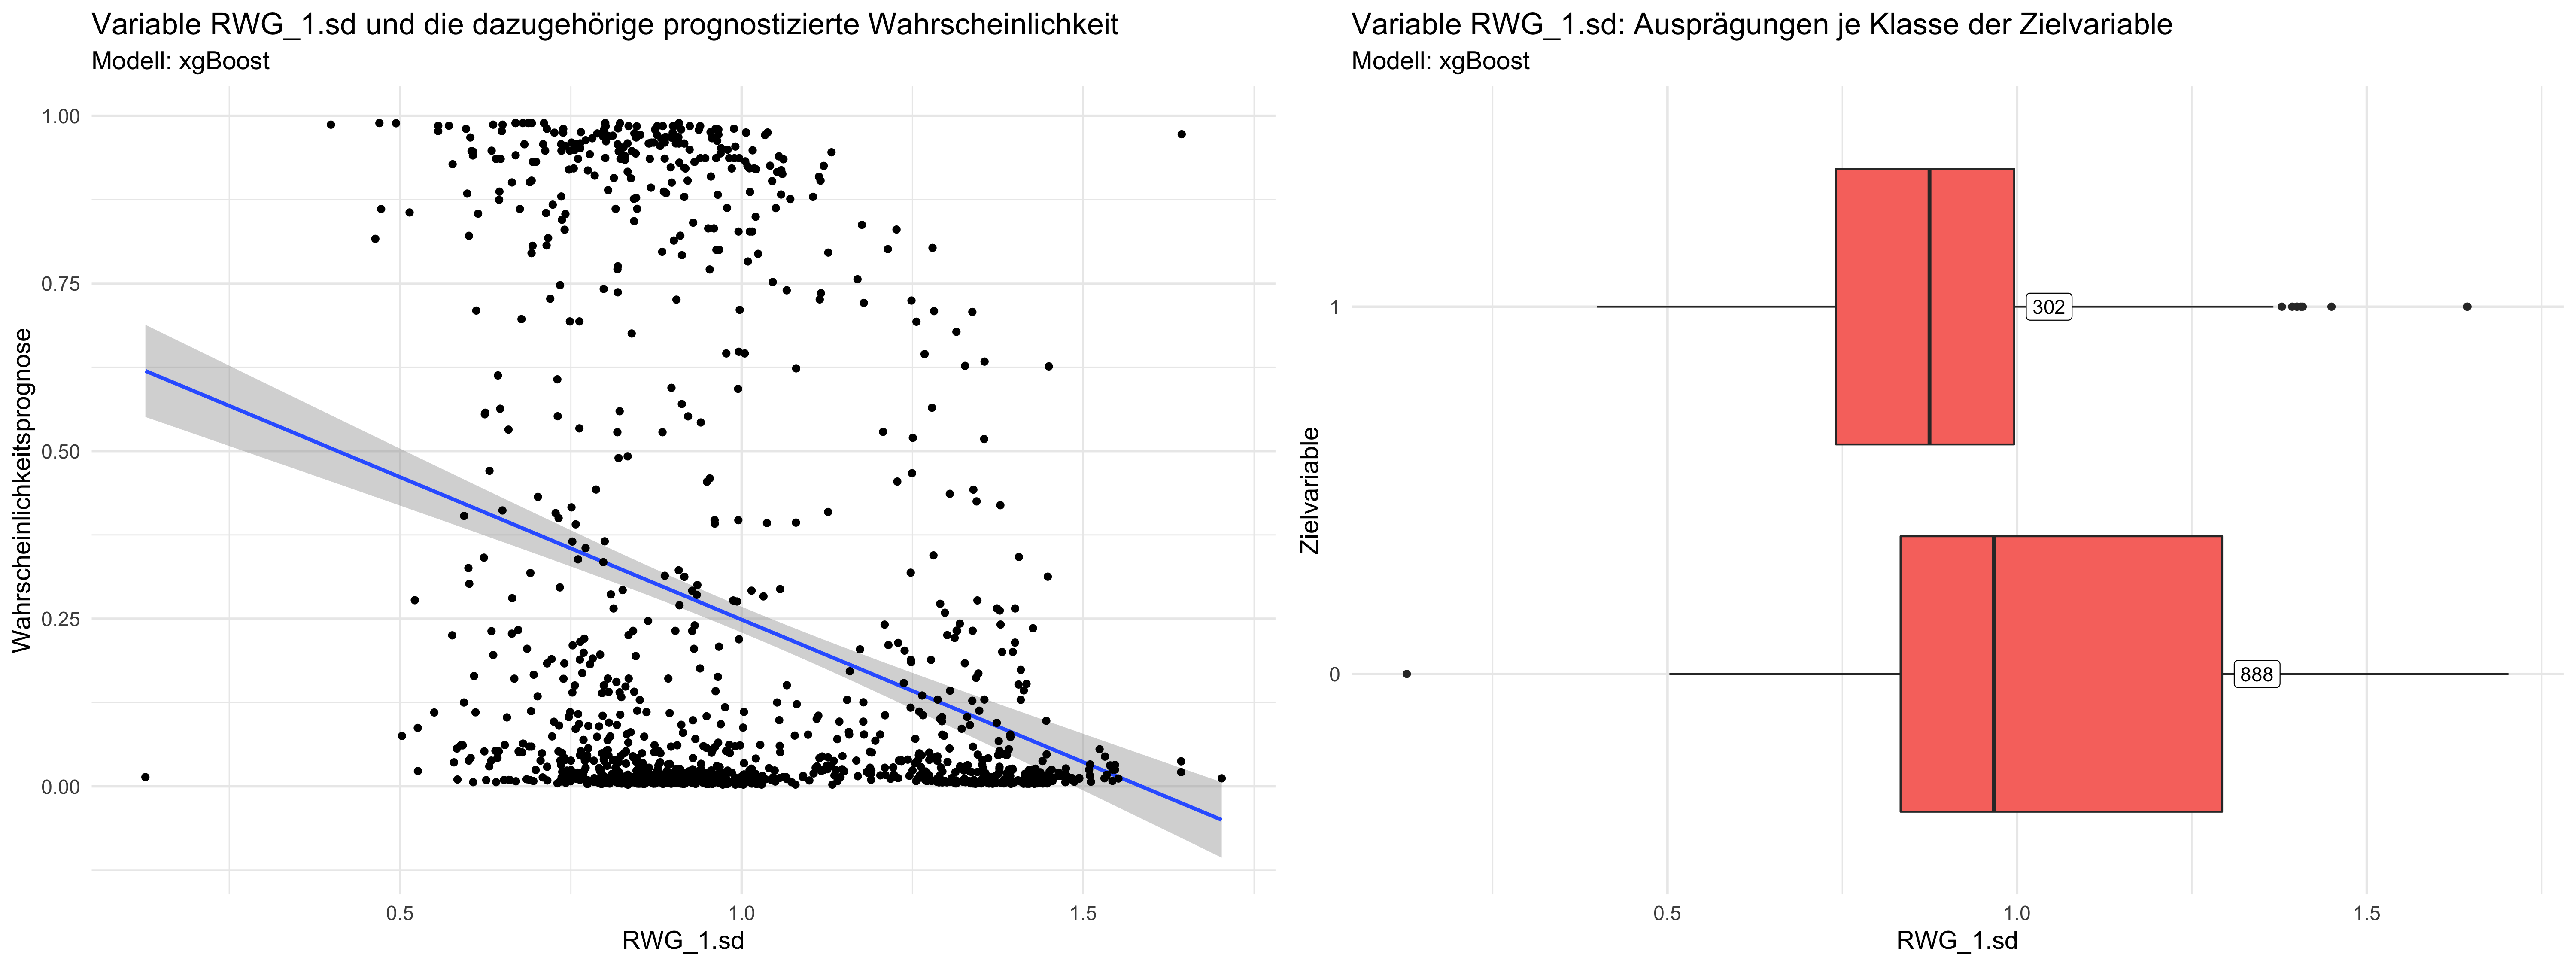 Variable RWG_1.sd und die dazugehörige prognostizierte Wahrscheinlichkeit
Modell: xgBoost
Wahrscheinlichkeitsprognose
1.00
0.75
0.50
0.25
0.00
0.5
1.0
1.5
RWG_1.sd
Variable RWG_1.sd: Ausprägungen je Klasse der Zielvariable
Modell: xgBoost
Zielvariable
1
302
0
888
0.5
1.0
1.5
RWG_1.sd